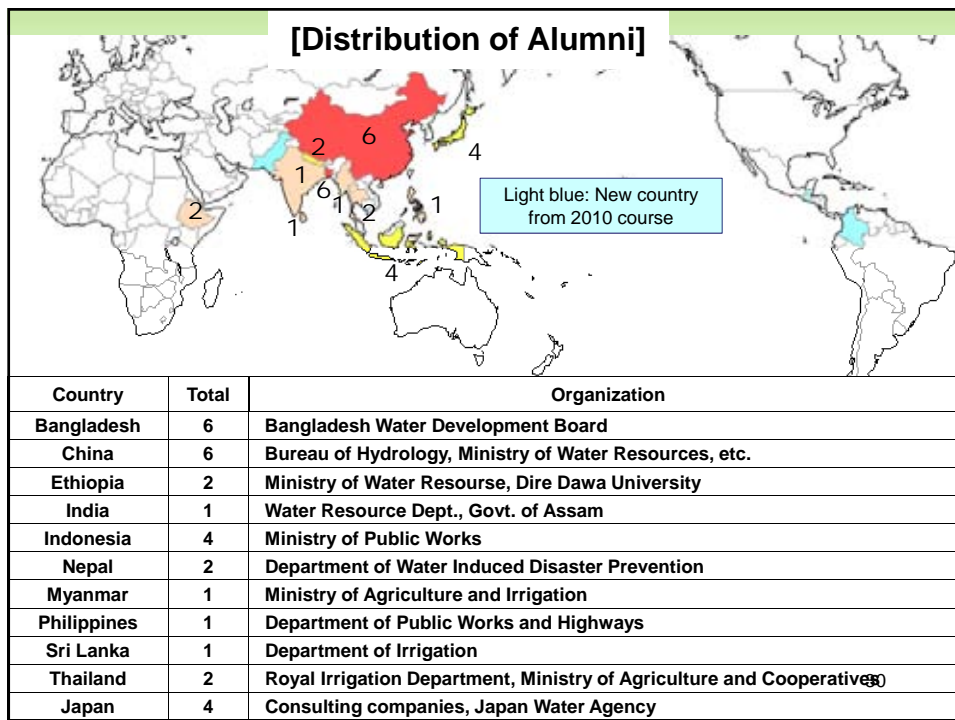 [Distribution of Alumni]
6
2
4
1
6
1
1
2
2
1
4
Light blue: New country
from 2010 course
Country Total Organization
Bangladesh 6 Bangladesh Water Development Board
China 6 Bureau of Hydrology, Ministry of Water Resources, etc.
Ethiopia 2 Ministry of Water Resourse, Dire Dawa University
India 1 Water Resource Dept., Govt. of Assam
Indonesia 4 Ministry of Public Works
Nepal 2 Department of Water Induced Disaster Prevention
Myanmar 1 Ministry of Agriculture and Irrigation
Philippines 1 Department of Public Works and Highways
Sri Lanka 1 Department of Irrigation
Thailand 2 Royal Irrigation Department, Ministry of Agriculture and Cooperatives
30
Japan 4 Consulting companies, Japan Water Agency